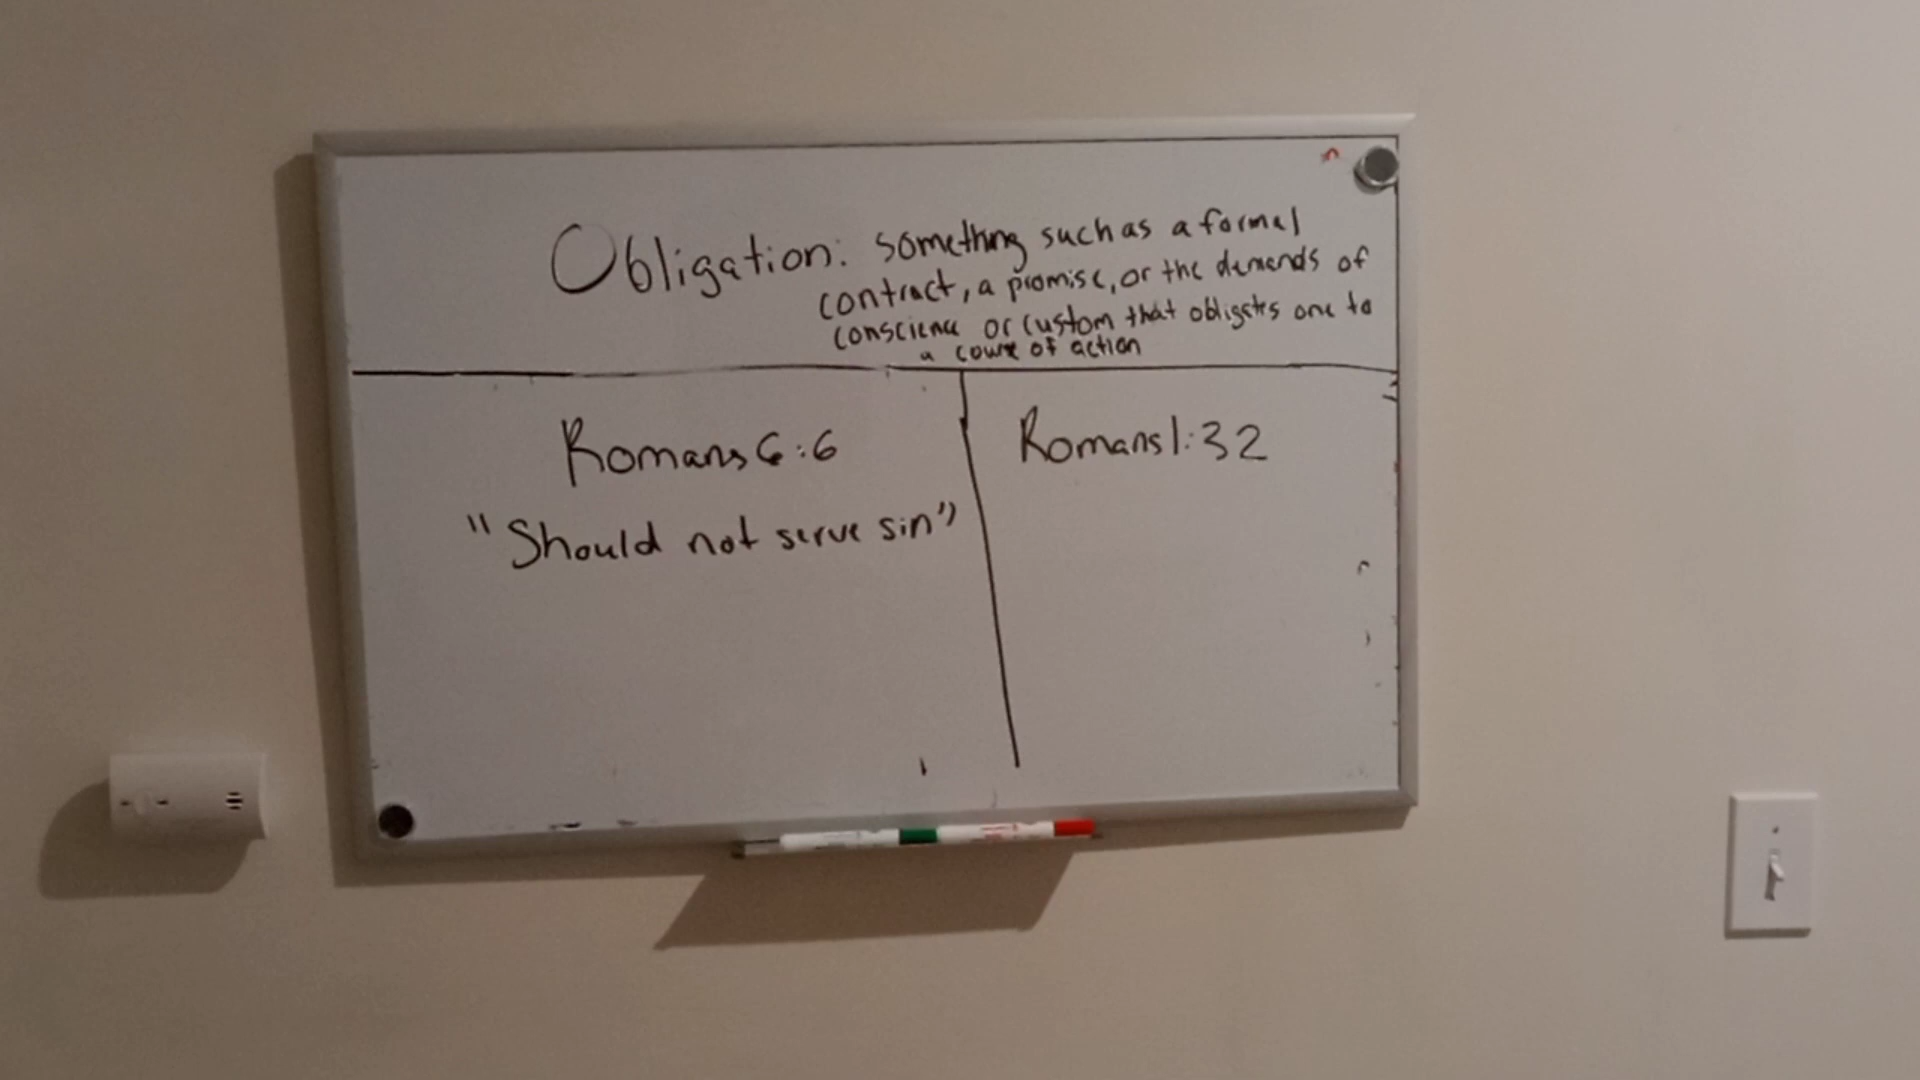 Obligation: something such as a formal
contract, a promise, or the demands of
conscience or custom that obligates one to
a course of action
Romans 6:6
"Should not serve sin"
Romans 1:32